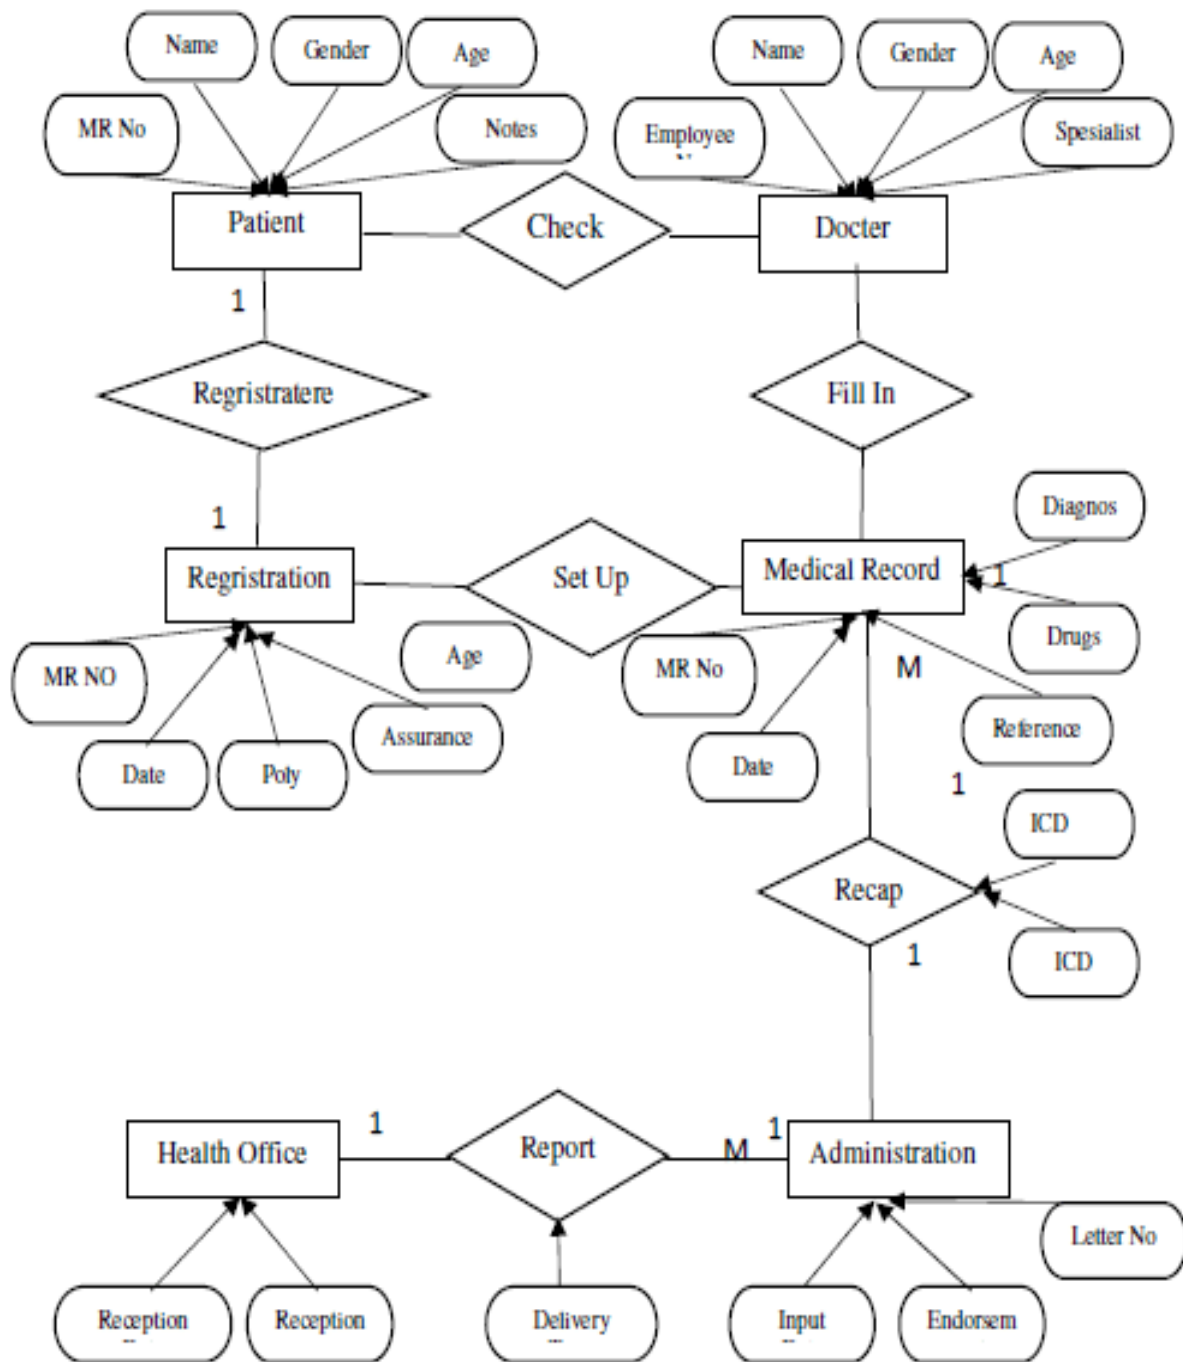 Name
Gender
Age
Name
Gender
Age
MR No
Notes
Employee
Spesialist
Patient
Check
Docter
1
Regristratere
Fill In
1
Diagnos
Regristration
Set Up
Medical Record
1
MR NO
Age
MR No
M
Drugs
Date
Poly
Assurance
Date
Reference
1
ICD
Recap
1
ICD
Health Office
1
Report
M
1
Administration
Letter No
Reception
Reception
Delivery
Input
Endorsem